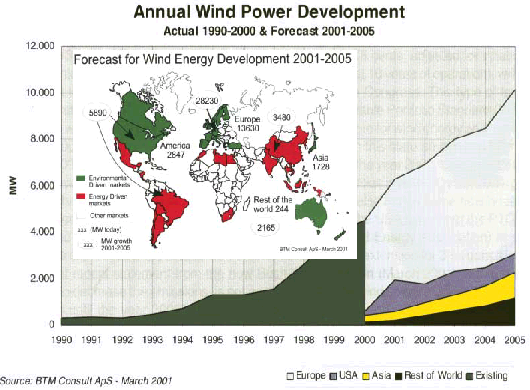 Annual Wind Power Development
Actual 1990-2000 & Forecast 2001-2005
12.000
10.000
8.000
6.000
4.000
2.000
0
MW
Forecast for Wind Energy Development 2001-2005
5890
28230
Europe
13630
3480
America
2847
Asia
1728
Environmental
Driven markets
Energy Driven
markets
Other markets
xxx (MW today)
xxx MW growth
2001-2005
Rest of the
world 244
2165
BTM Consult ApS - March 2001
1990 1991 1992 1993 1994 1995 1996 1997 1998 1999 2000 2001 2002 2003 2004 2005
Europe USA Asia Rest of World Existing
Source: BTM Consult ApS - March 2001